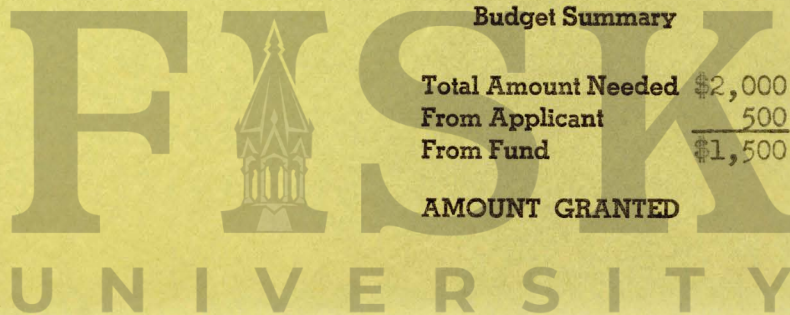 Budget Summary
Total Amount Needed $2,000
From Applicant 500
From Fund $1,500
AMOUNT GRANTED
FISK
UNIVERSITY